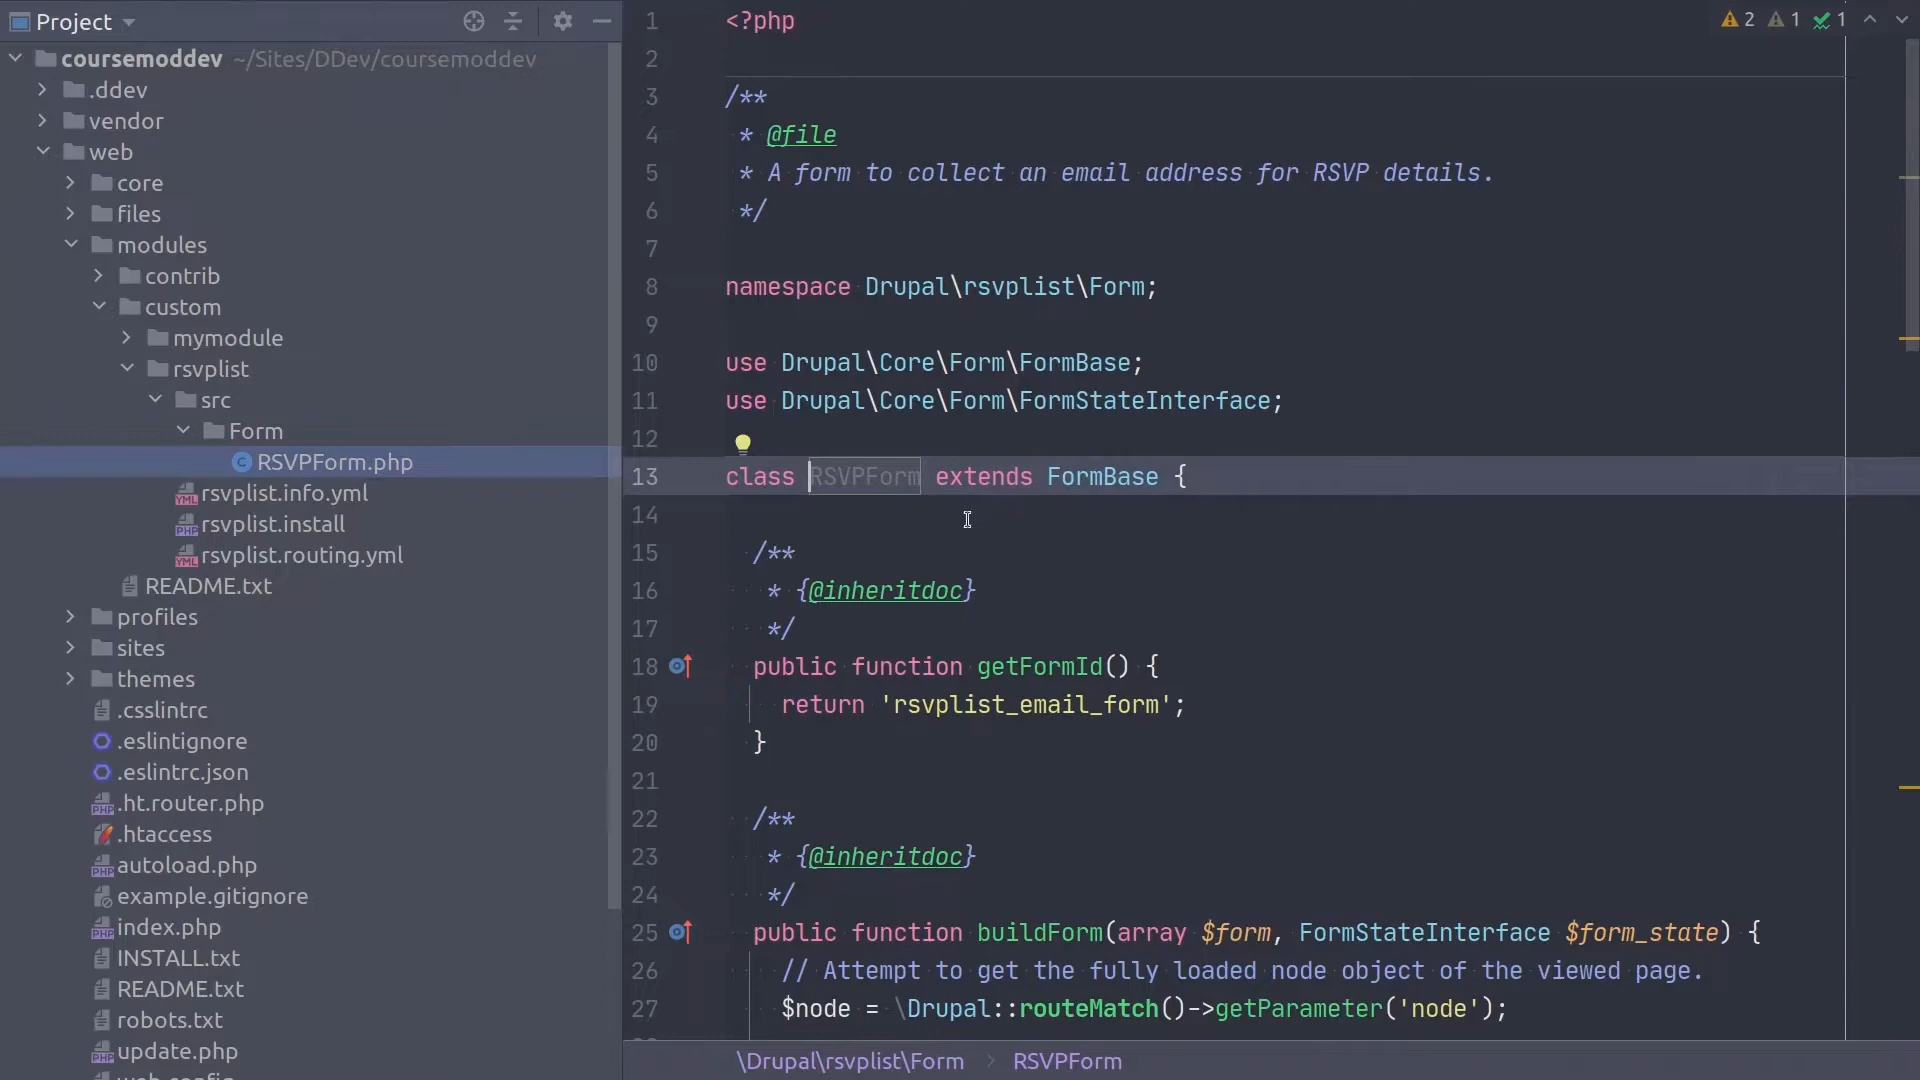 Project
coursemoddev ~/Sites/DDev/coursemoddev
.ddev
vendor
web
core
files
modules
contrib
custom
mymodule
rsvplist
src
Form
RSVPForm.php
rsvplist.info.yml
rsvplist.install
rsvplist.routing.yml
README.txt
profiles
sites
themes
.csslintrc
.eslintignore
.eslintrc.json
.ht.router.php
.htaccess
autoload.php
example.gitignore
index.php
INSTALL.txt
README.txt
robots.txt
update.php
web.config
2 1 1
1 <?php
2
3 /**
4 * @file
5 * A form to collect an email address for RSVP details.
6 */
7
8 namespace Drupal\rsvplist\Form;
9
10 use Drupal\Core\Form\FormBase;
11 use Drupal\Core\Form\FormStateInterface;
12
13 class RSVPForm extends FormBase {
14
15 /**
16 * {@inheritdoc}
17 */
18 public function getFormId() {
19 return 'rsvplist_email_form';
20 }
21
22 /**
23 * {@inheritdoc}
24 */
25 public function buildForm(array $form, FormStateInterface $form_state) {
26 // Attempt to get the fully loaded node object of the viewed page.
27 $node = \Drupal::routeMatch()->getParameter('node');
\Drupal\rsvplist\Form > RSVPForm